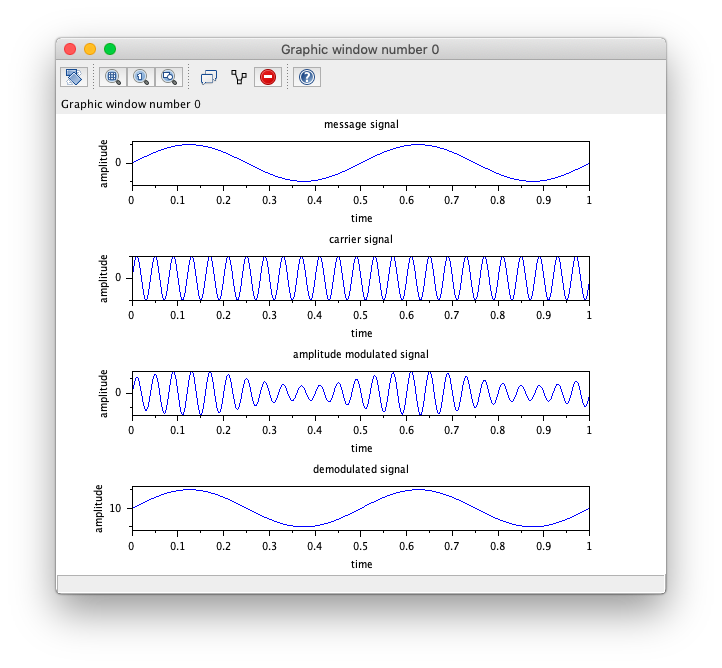 Graphic window number 0
Graphic window number 0
message signal
amplitude
0
0 0.1 0.2 0.3 0.4 0.5 0.6 0.7 0.8 0.9 1
time
carrier signal
amplitude
0
0 0.1 0.2 0.3 0.4 0.5 0.6 0.7 0.8 0.9 1
time
amplitude modulated signal
amplitude
0
0 0.1 0.2 0.3 0.4 0.5 0.6 0.7 0.8 0.9 1
time
demodulated signal
amplitude
10
0 0.1 0.2 0.3 0.4 0.5 0.6 0.7 0.8 0.9 1
time